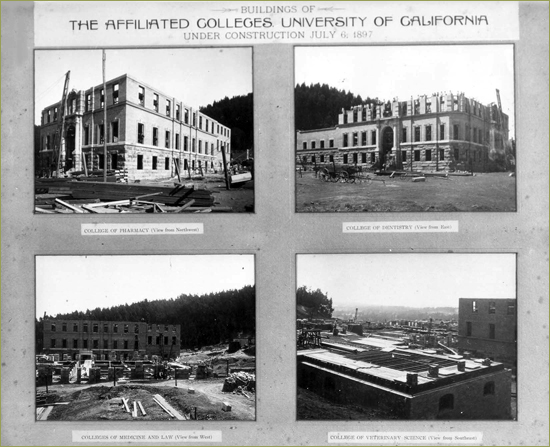 BUILDINGS OF
THE AFFILIATED COLLEGES, UNIVERSITY OF CALIFORNIA
UNDER CONSTRUCTION JULY 6, 1897
COLLEGE OF PHARMACY (View from Northwest)
COLLEGE OF DENTISTRY (View from East)
COLLEGES OF MEDICINE AND LAW (View from West)
COLLEGE OF VETERINARY SCIENCE (View from Southwest)